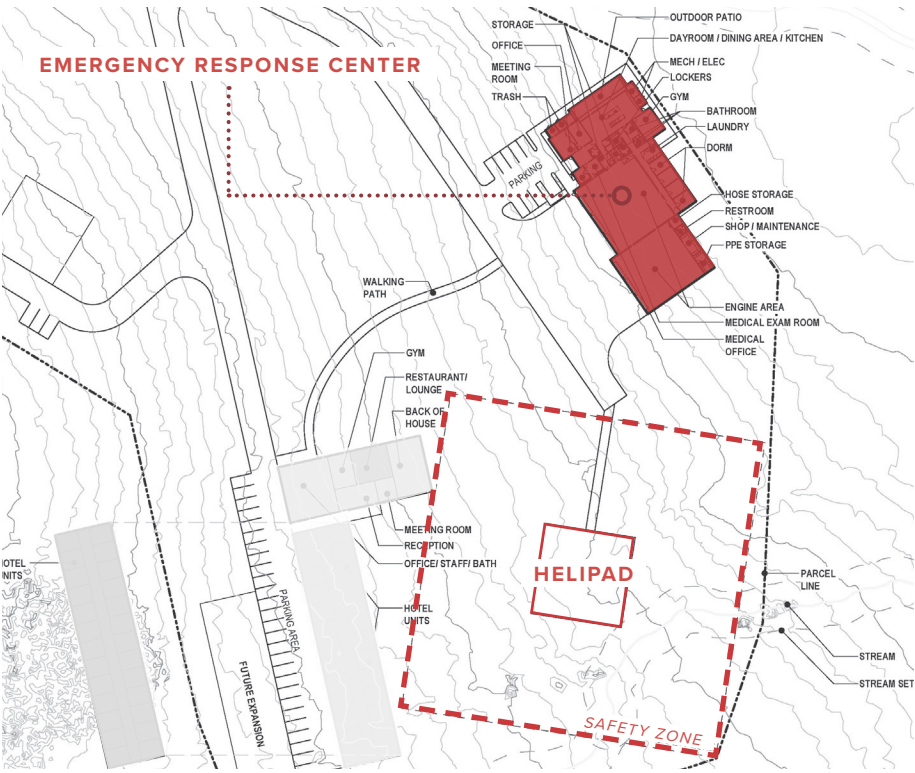 EMERGENCY RESPONSE CENTER
STORAGE
OFFICE
MEETING
ROOM
TRASH
OUTDOOR PATIO
DAYROOM / DINING AREA / KITCHEN
MECH / ELEC
LOCKERS
GYM
BATHROOM
LAUNDRY
DORM
PARKING
HOSE STORAGE
RESTROOM
SHOP / MAINTENANCE
PPE STORAGE
ENGINE AREA
MEDICAL EXAM ROOM
MEDICAL
OFFICE
WALKING
PATH
GYM
RESTAURANT/
LOUNGE
BACK OF
HOUSE
MEETING ROOM
RECEPTION
OFFICE/ STAFF/ BATH
HOTEL
UNITS
HELIPAD
PARCEL
LINE
STREAM
STREAM SET
SAFETY ZONE
PARKING AREA
FUTURE EXPANSION